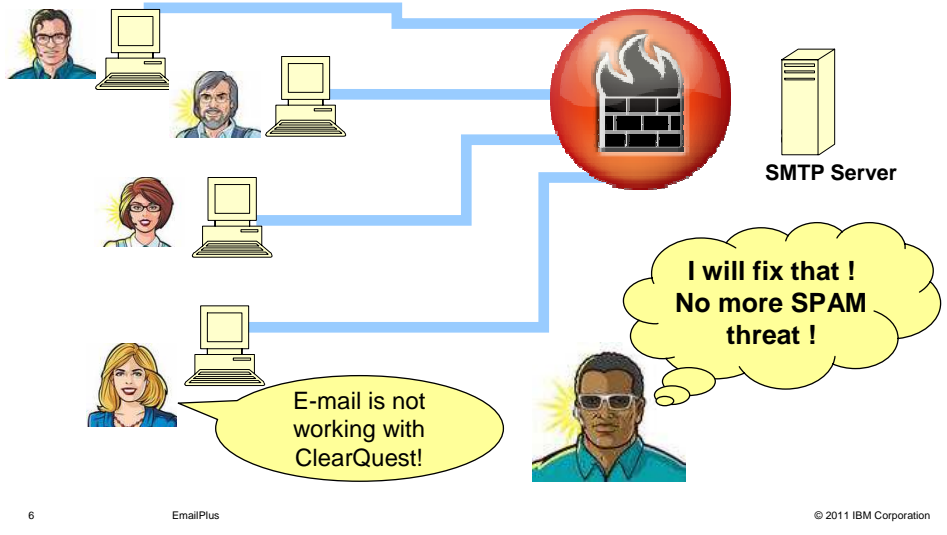 SMTP Server
I will fix that !
No more SPAM
threat !
E-mail is not
working with
ClearQuest!
6 EmailPlus © 2011 IBM Corporation